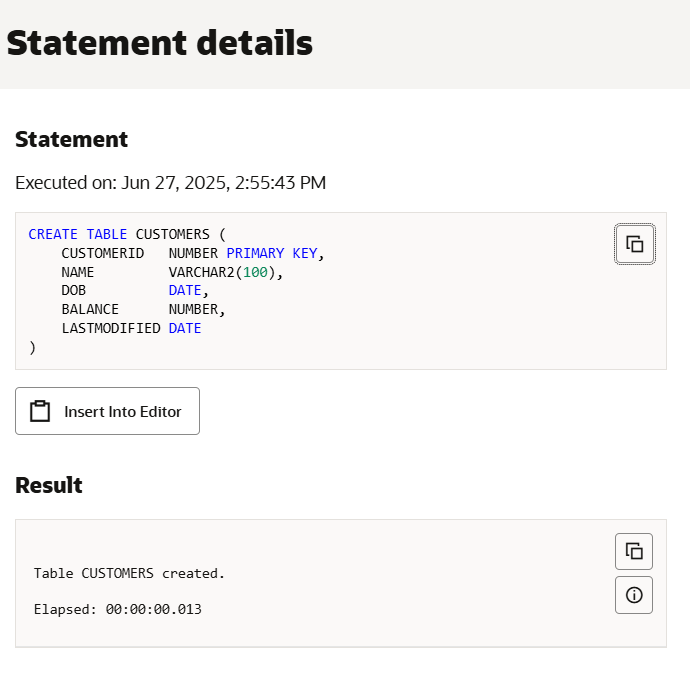 Statement details
Statement
Executed on: Jun 27, 2025, 2:55:43 PM
CREATE TABLE CUSTOMERS (
    CUSTOMERID   NUMBER PRIMARY KEY,
    NAME         VARCHAR2(100),
    DOB          DATE,
    BALANCE      NUMBER,
    LASTMODIFIED DATE
)
Insert Into Editor
Result
Table CUSTOMERS created.
Elapsed: 00:00:00.013